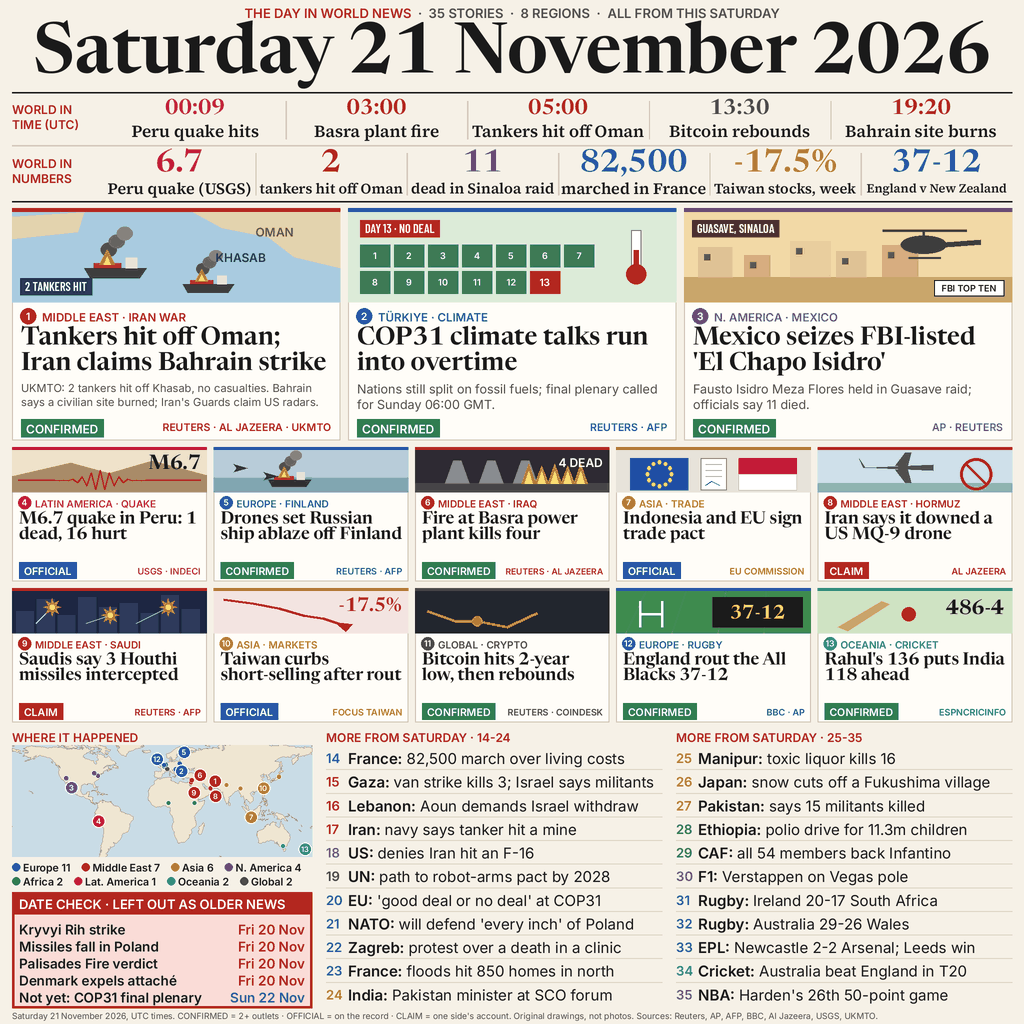 THE DAY IN WORLD NEWS · 35 STORIES · 8 REGIONS · ALL FROM THIS SATURDAY
Saturday 21 November 2026
WORLD IN
TIME (UTC)
00:09
Peru quake hits
03:00
Basra plant fire
05:00
Tankers hit off Oman
13:30
Bitcoin rebounds
19:20
Bahrain site burns
WORLD IN
NUMBERS
6.7
Peru quake (USGS)
2
tankers hit off Oman
11
dead in Sinaloa raid
82,500
marched in France
-17.5%
Taiwan stocks, week
37-12
England v New Zealand
OMAN
KHASAB
2 TANKERS HIT
1 MIDDLE EAST · IRAN WAR
Tankers hit off Oman;
Iran claims Bahrain strike
UKMTO: 2 tankers hit off Khasab, no casualties. Bahrain
says a civilian site burned; Iran's Guards claim US radars.
CONFIRMED
REUTERS · AL JAZEERA · UKMTO
DAY 13 · NO DEAL
1 2 3 4 5 6 7
8 9 10 11 12 13
2 TÜRKIYE · CLIMATE
COP31 climate talks run
into overtime
Nations still split on fossil fuels; final plenary called
for Sunday 06:00 GMT.
CONFIRMED
REUTERS · AFP
GUASAVE, SINALOA
FBI TOP TEN
3 N. AMERICA · MEXICO
Mexico seizes FBI-listed
'El Chapo Isidro'
Fausto Isidro Meza Flores held in Guasave raid;
officials say 11 died.
CONFIRMED
AP · REUTERS
M6.7
4 LATIN AMERICA · QUAKE
M6.7 quake in Peru: 1
dead, 16 hurt
OFFICIAL
USGS · INDECI
5 EUROPE · FINLAND
Drones set Russian
ship ablaze off Finland
CONFIRMED
REUTERS · AFP
4 DEAD
6 MIDDLE EAST · IRAQ
Fire at Basra power
plant kills four
CONFIRMED
REUTERS · AL JAZEERA
7 ASIA · TRADE
Indonesia and EU sign
trade pact
OFFICIAL
EU COMMISSION
8 MIDDLE EAST · HORMUZ
Iran says it downed a
US MQ-9 drone
CLAIM
AL JAZEERA
9 MIDDLE EAST · SAUDI
Saudis say 3 Houthi
missiles intercepted
CLAIM
REUTERS · AFP
-17.5%
10 ASIA · MARKETS
Taiwan curbs
short-selling after rout
OFFICIAL
FOCUS TAIWAN
11 GLOBAL · CRYPTO
Bitcoin hits 2-year
low, then rebounds
CONFIRMED
REUTERS · COINDESK
37-12
12 EUROPE · RUGBY
England rout the All
Blacks 37-12
CONFIRMED
BBC · AP
486-4
13 OCEANIA · CRICKET
Rahul's 136 puts India
118 ahead
CONFIRMED
ESPNCRICINFO
WHERE IT HAPPENED
12 5 2 6 1 9 8 10 3 7 4 13
Europe 11 Middle East 7 Asia 6 N. America 4
Africa 2 Lat. America 1 Oceania 2 Global 2
DATE CHECK · LEFT OUT AS OLDER NEWS
Kryvyi Rih strike Fri 20 Nov
Missiles fall in Poland Fri 20 Nov
Palisades Fire verdict Fri 20 Nov
Denmark expels attaché Fri 20 Nov
Not yet: COP31 final plenary Sun 22 Nov
MORE FROM SATURDAY · 14-24
14 France: 82,500 march over living costs
15 Gaza: van strike kills 3; Israel says militants
16 Lebanon: Aoun demands Israel withdraw
17 Iran: navy says tanker hit a mine
18 US: denies Iran hit an F-16
19 UN: path to robot-arms pact by 2028
20 EU: 'good deal or no deal' at COP31
21 NATO: will defend 'every inch' of Poland
22 Zagreb: protest over a death in a clinic
23 France: floods hit 850 homes in north
24 India: Pakistan minister at SCO forum
MORE FROM SATURDAY · 25-35
25 Manipur: toxic liquor kills 16
26 Japan: snow cuts off a Fukushima village
27 Pakistan: says 15 militants killed
28 Ethiopia: polio drive for 11.3m children
29 CAF: all 54 members back Infantino
30 F1: Verstappen on Vegas pole
31 Rugby: Ireland 20-17 South Africa
32 Rugby: Australia 29-26 Wales
33 EPL: Newcastle 2-2 Arsenal; Leeds win
34 Cricket: Australia beat England in T20
35 NBA: Harden's 26th 50-point game
Saturday 21 November 2026, UTC times. CONFIRMED = 2+ outlets · OFFICIAL = on the record · CLAIM = one side's account. Original drawings, not photos. Sources: Reuters, AP, AFP, BBC, Al Jazeera, USGS, UKMTO.